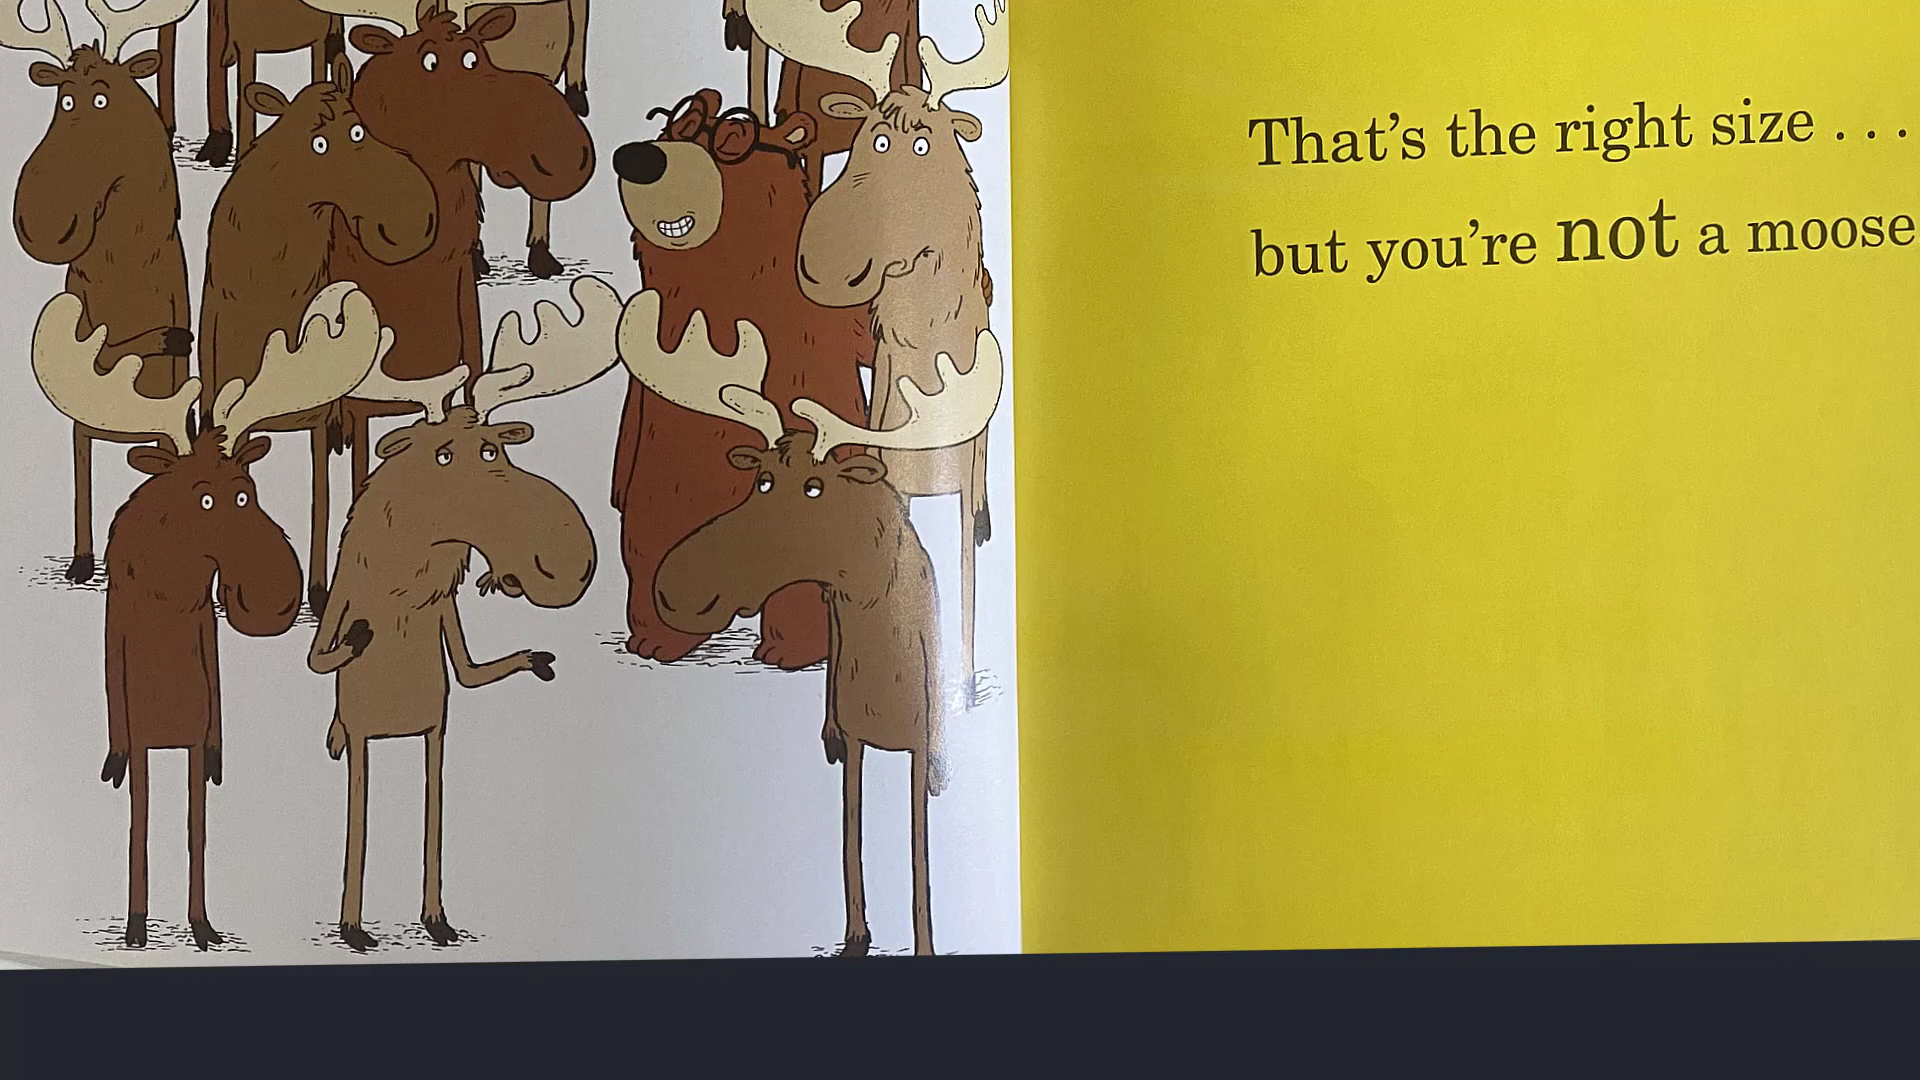 That's the right size . . .
but you're not a moose